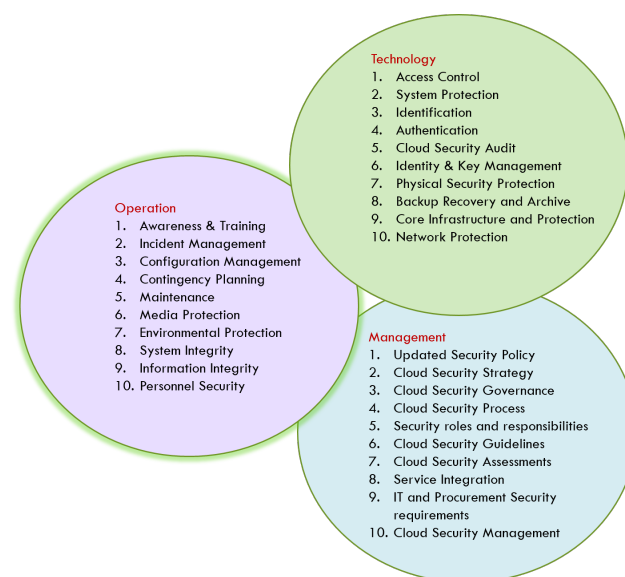 Technology
1. Access Control
2. System Protection
3. Identification
4. Authentication
5. Cloud Security Audit
6. Identity & Key Management
7. Physical Security Protection
8. Backup Recovery and Archive
9. Core Infrastructure and Protection
10. Network Protection
Operation
1. Awareness & Training
2. Incident Management
3. Configuration Management
4. Contingency Planning
5. Maintenance
6. Media Protection
7. Environmental Protection
8. System Integrity
9. Information Integrity
10. Personnel Security
Management
1. Updated Security Policy
2. Cloud Security Strategy
3. Cloud Security Governance
4. Cloud Security Process
5. Security roles and responsibilities
6. Cloud Security Guidelines
7. Cloud Security Assessments
8. Service Integration
9. IT and Procurement Security
requirements
10. Cloud Security Management